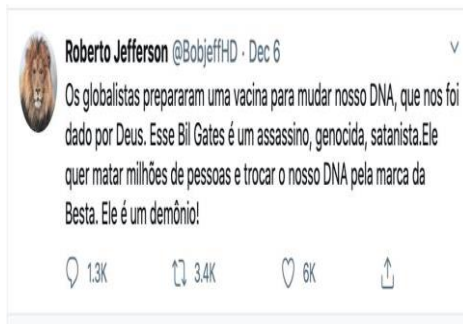 Roberto Jefferson @BobjeffHD · Dec 6
Os globalistas prepararam uma vacina para mudar nosso DNA, que nos foi
dado por Deus. Esse Bil Gates é um assassino, genocida, satanista.Ele
quer matar milhões de pessoas e trocar o nosso DNA pela marca da
Besta. Ele é um demônio!
1.3K 3.4K 6K